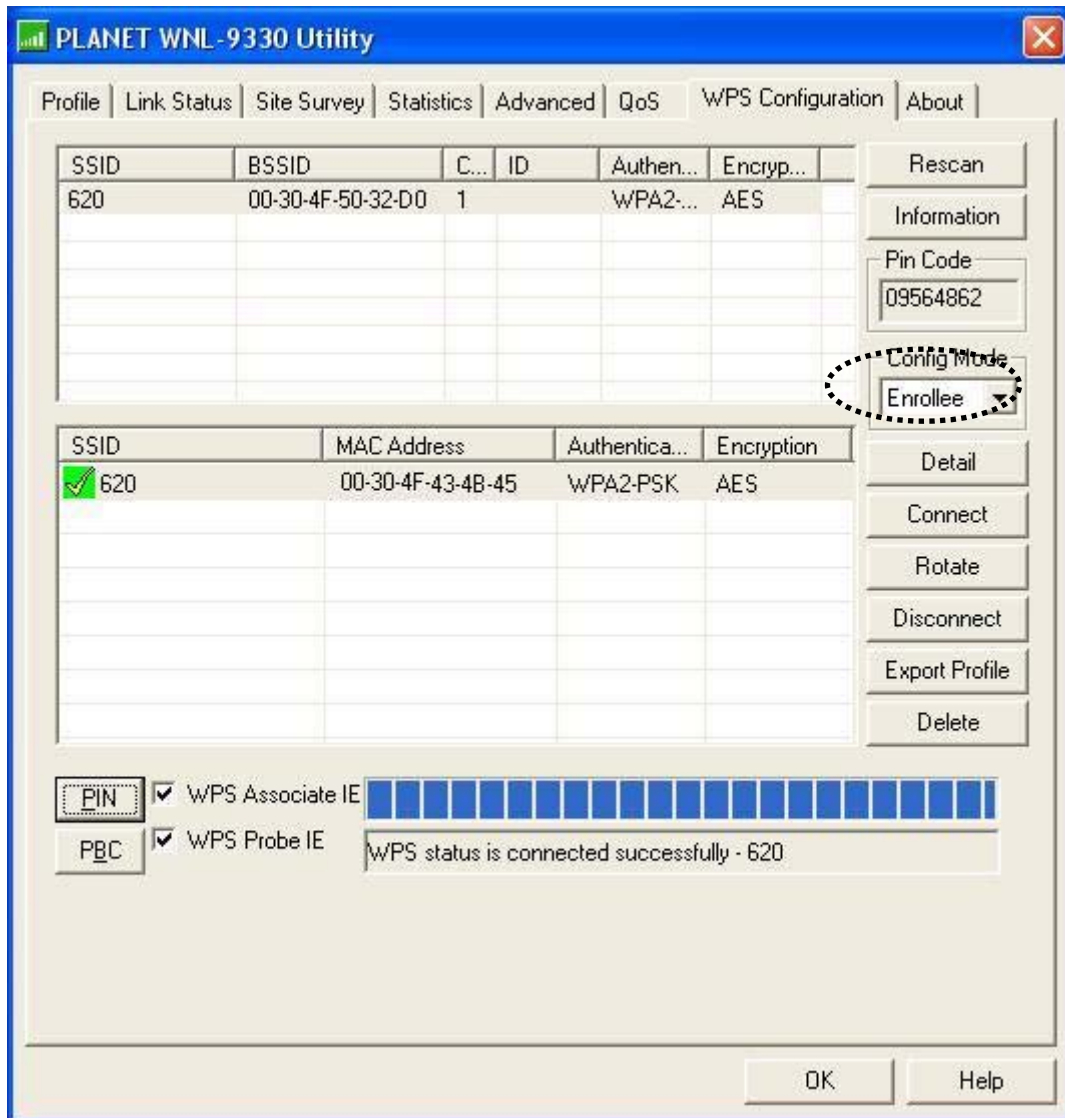 PLANET WNL-9330 Utility
Profile Link Status Site Survey Statistics Advanced QoS WPS Configuration About
SSID BSSID C... ID Authen... Encryp...
620 00-30-4F-50-32-D0 1 WPA2-... AES
Rescan
Information
Pin Code
09564862
Config Mode
Enrollee
SSID MAC Address Authentica... Encryption
620 00-30-4F-43-4B-45 WPA2-PSK AES
Detail
Connect
Rotate
Disconnect
Export Profile
Delete
PIN WPS Associate IE
PBC WPS Probe IE WPS status is connected successfully - 620
OK Help